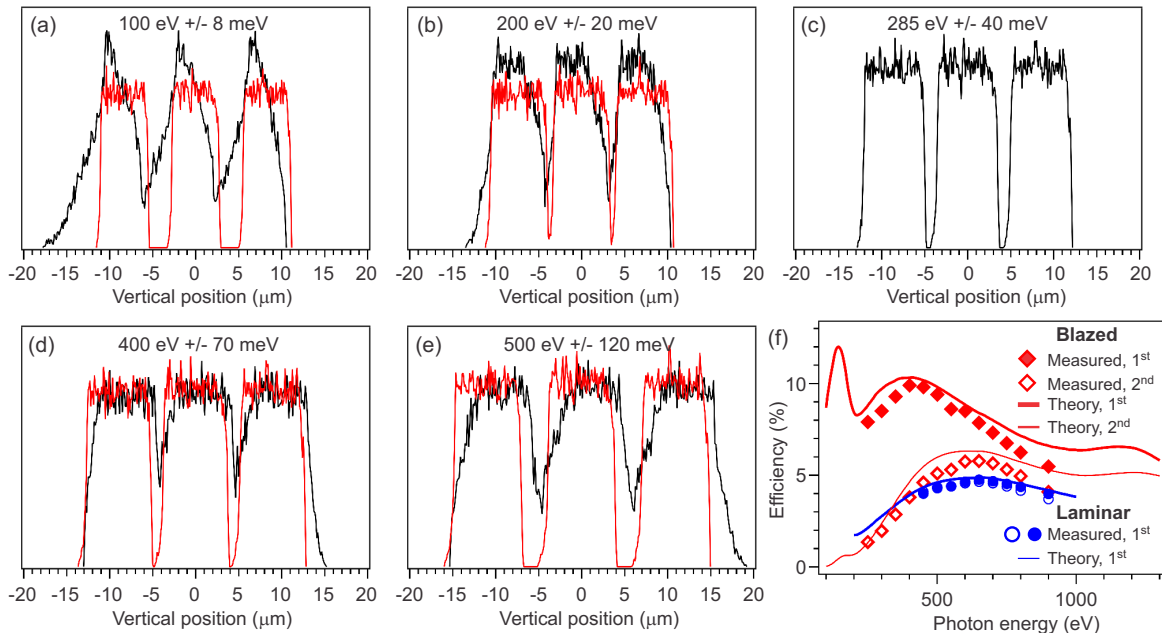 (a) 100 eV +/- 8 meV
-20 -15 -10 -5 0 5 10 15 20
Vertical position (μm)
(b) 200 eV +/- 20 meV
-20 -15 -10 -5 0 5 10 15 20
Vertical position (μm)
(c) 285 eV +/- 40 meV
-20 -15 -10 -5 0 5 10 15 20
Vertical position (μm)
(d) 400 eV +/- 70 meV
-20 -15 -10 -5 0 5 10 15 20
Vertical position (μm)
(e) 500 eV +/- 120 meV
-20 -15 -10 -5 0 5 10 15 20
Vertical position (μm)
(f)
Blazed
Measured, 1st
Measured, 2nd
Theory, 1st
Theory, 2nd
Laminar
Measured, 1st
Theory, 1st
10
5
0
Efficiency (%)
500 1000
Photon energy (eV)